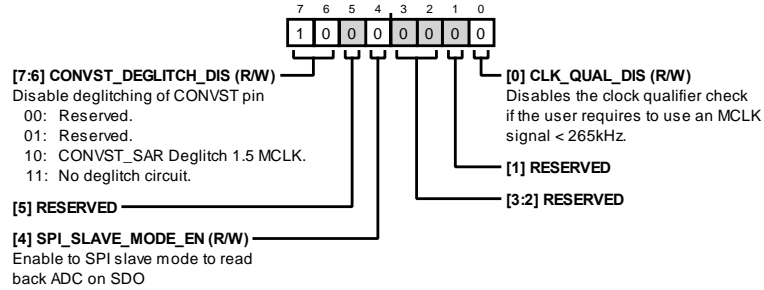 7 6 5 4 3 2 1 0
1 0 0 0 0 0 0 0
[7:6] CONVST_DEGLITCH_DIS (R/W)
Disable deglitching of CONVST pin
00: Reserved.
01: Reserved.
10: CONVST_SAR Deglitch 1.5 MCLK.
11: No deglitch circuit.
[5] RESERVED
[4] SPI_SLAVE_MODE_EN (R/W)
Enable to SPI slave mode to read
back ADC on SDO
[0] CLK_QUAL_DIS (R/W)
Disables the clock qualifier check
if the user requires to use an MCLK
signal < 265kHz.
[1] RESERVED
[3:2] RESERVED